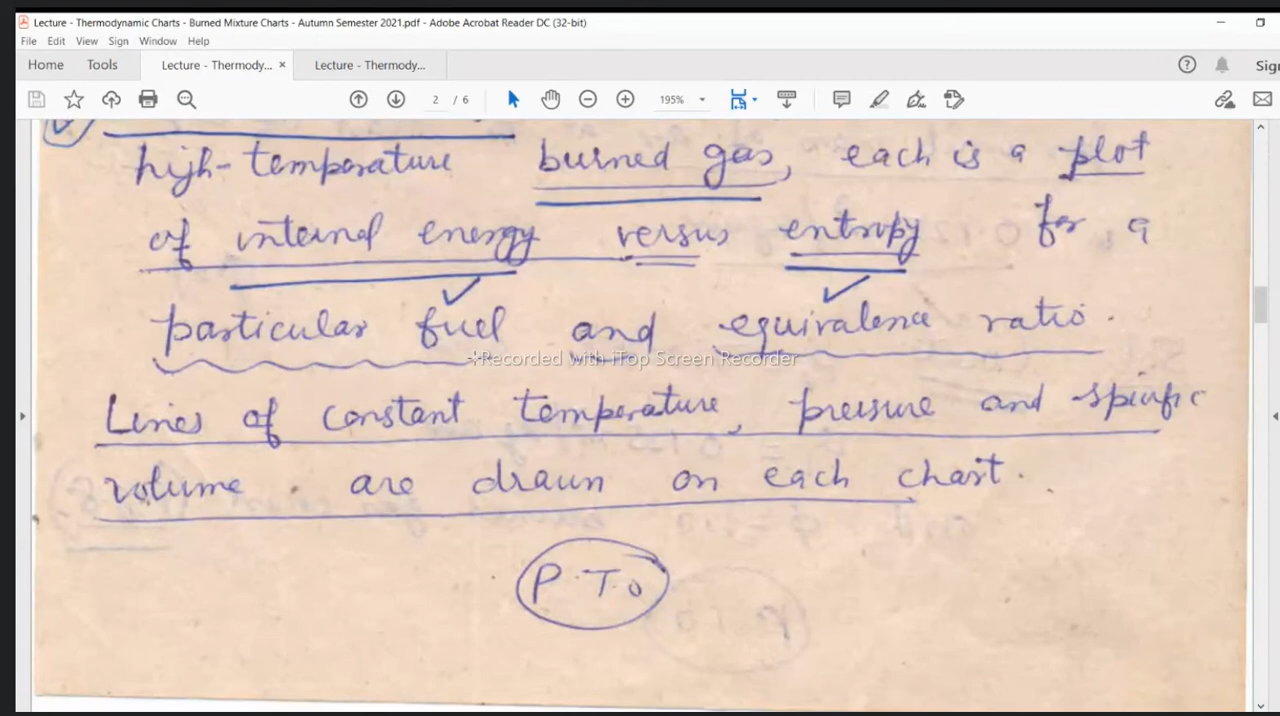 Lecture - Thermodynamic Charts - Burned Mixture Charts - Autumn Semester 2021.pdf - Adobe Acrobat Reader DC (32-bit)
File Edit View Sign Window Help
Home Tools Lecture - Thermody... × Lecture - Thermody... Sign
2 / 6 195%
high-temperature burned gas, each is a plot
of internal energy versus entropy for a
particular fuel and equivalence ratio.
Recorded with iTop Screen Recorder
Lines of constant temperature, pressure and specific
volume are drawn on each chart.
P.T.O